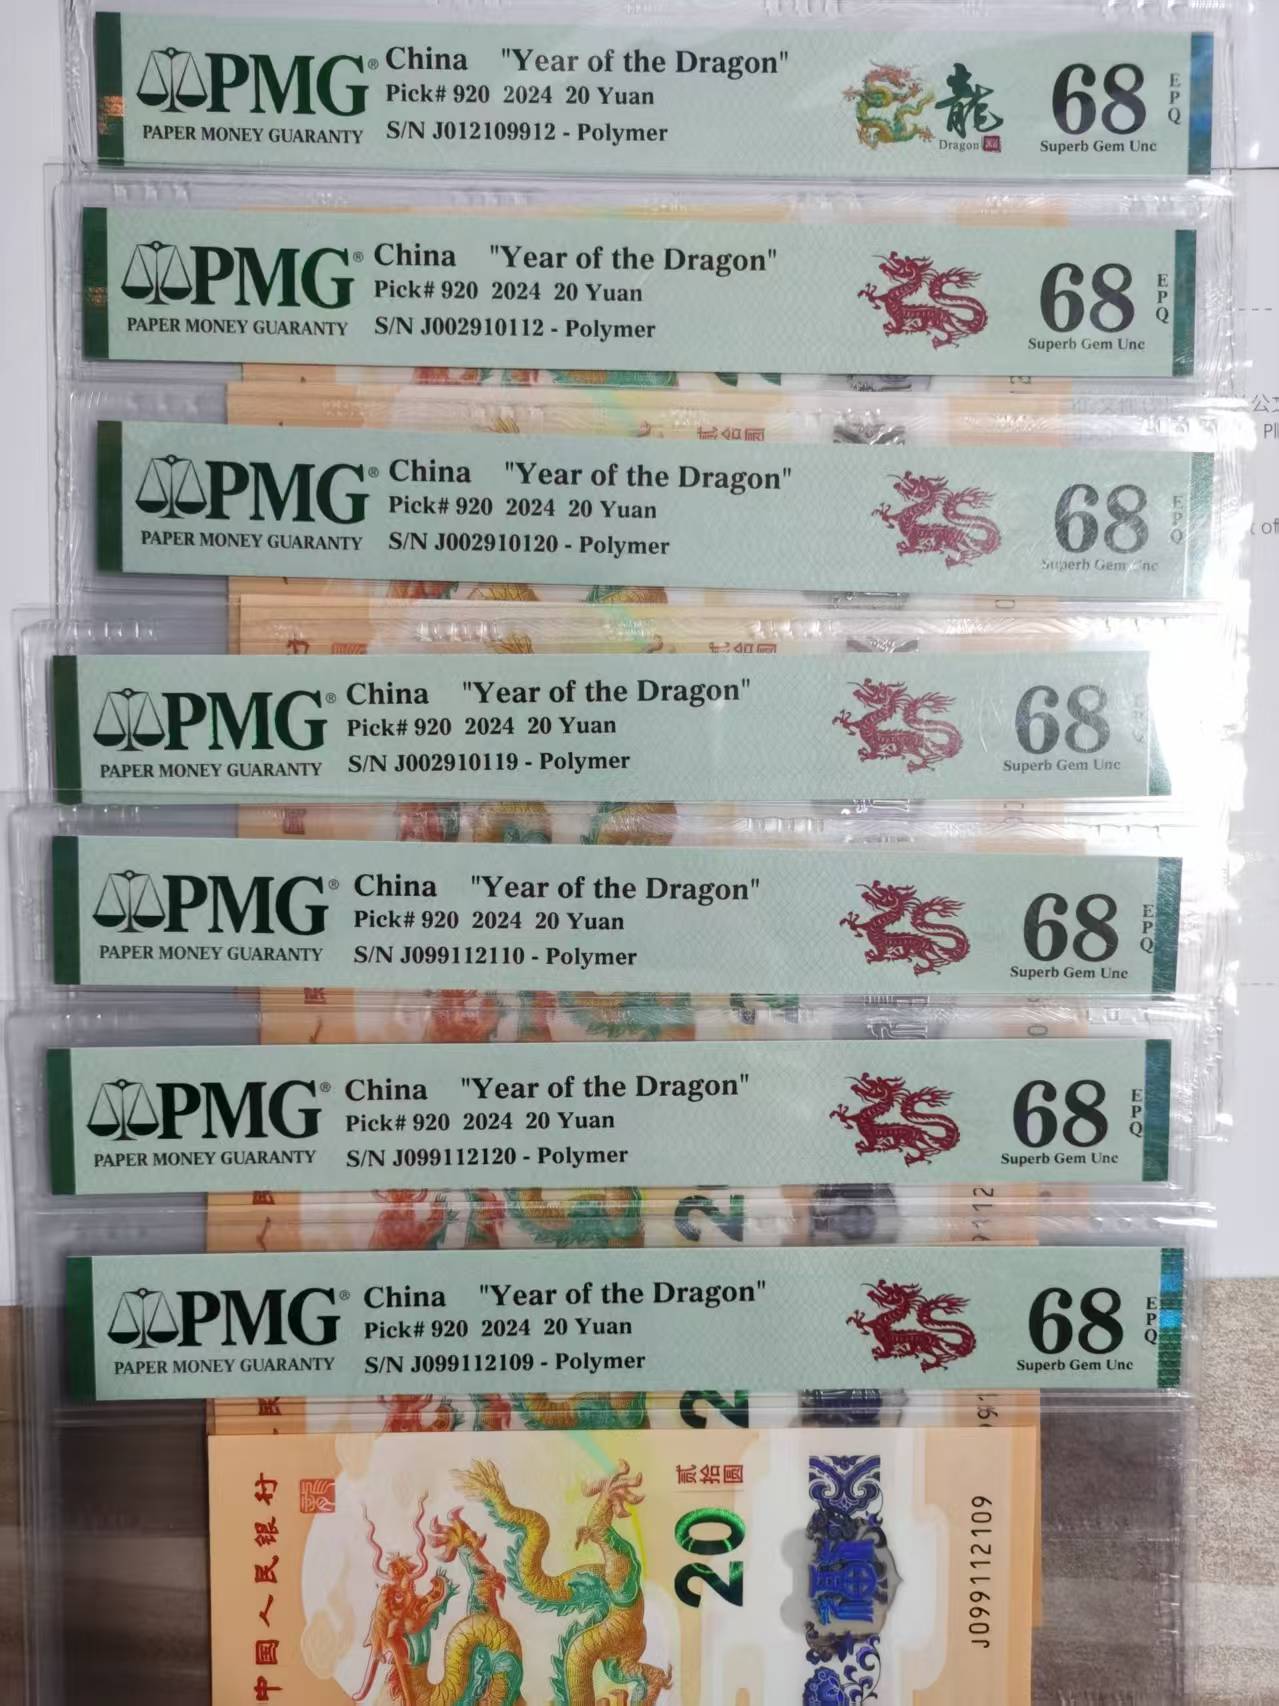 PMG® China "Year of the Dragon"
Pick# 920 2024 20 Yuan
PAPER MONEY GUARANTY S/N J012109912 - Polymer
龍
Dragon
68 EPQ
Superb Gem Unc
PMG® China "Year of the Dragon"
Pick# 920 2024 20 Yuan
PAPER MONEY GUARANTY S/N J002910112 - Polymer
68 EPQ
Superb Gem Unc
贰拾圆
PMG® China "Year of the Dragon"
Pick# 920 2024 20 Yuan
PAPER MONEY GUARANTY S/N J002910120 - Polymer
68 EPQ
Superb Gem Unc
PMG® China "Year of the Dragon"
Pick# 920 2024 20 Yuan
PAPER MONEY GUARANTY S/N J002910119 - Polymer
68
Superb Gem Unc
PMG® China "Year of the Dragon"
Pick# 920 2024 20 Yuan
PAPER MONEY GUARANTY S/N J099112110 - Polymer
68 EPQ
Superb Gem Unc
PMG® China "Year of the Dragon"
Pick# 920 2024 20 Yuan
PAPER MONEY GUARANTY S/N J099112120 - Polymer
68 EPQ
Superb Gem Unc
PMG® China "Year of the Dragon"
Pick# 920 2024 20 Yuan
PAPER MONEY GUARANTY S/N J099112109 - Polymer
68 EPQ
Superb Gem Unc
中国人民银行
贰拾圆
20
J099112109